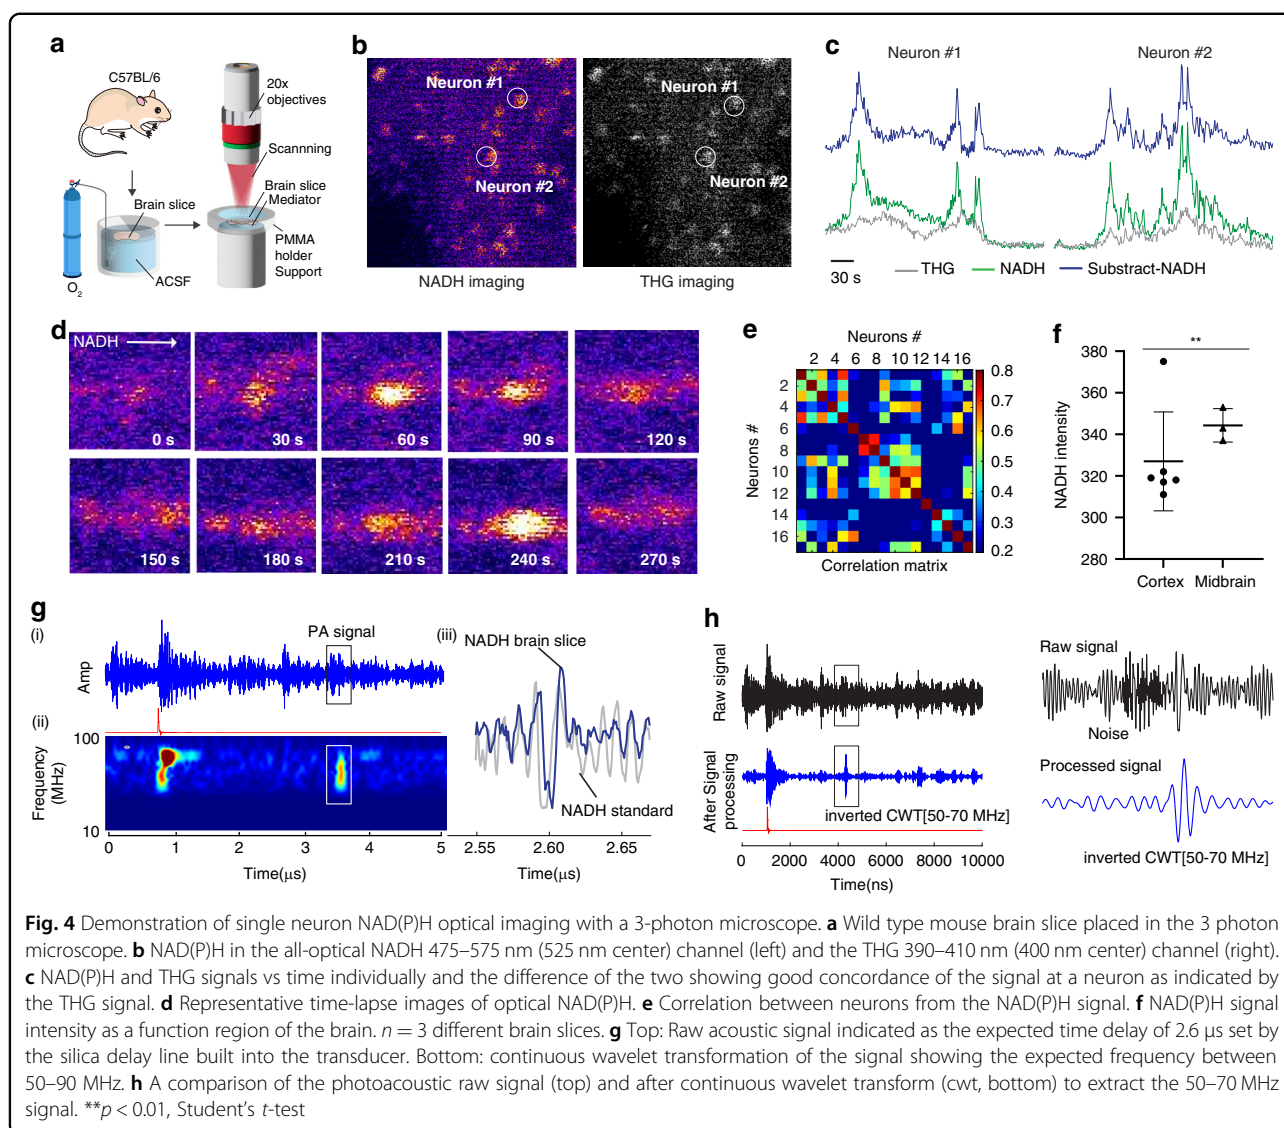 a
C57BL/6
20x
objectives
Scannning
Brain slice
Mediator
PMMA
holder
Support
Brain slice
ACSF
O2
b
Neuron #1
Neuron #2
NADH imaging
Neuron #1
Neuron #2
THG imaging
c
Neuron #1
Neuron #2
30 s
THG
NADH
Substract-NADH
d
NADH
0 s
30 s
60 s
90 s
120 s
150 s
180 s
210 s
240 s
270 s
e
Neurons #
2 4 6 8 10 12 14 16
Neurons #
2
4
6
8
10
12
14
16
Correlation matrix
0.8
0.7
0.6
0.5
0.4
0.3
0.2
f
**
NADH intensity
380
360
340
320
300
280
Cortex
Midbrain
g
(i)
Amp
PA signal
(ii)
Frequency
(MHz)
100
10
0 1 2 3 4 5
Time(μs)
(iii)
NADH brain slice
NADH standard
2.55 2.60 2.65
Time(μs)
h
Raw signal
After Signal
processing
inverted CWT[50-70 MHz]
0 2000 4000 6000 8000 10000
Time(ns)
Raw signal
Noise
Processed signal
inverted CWT[50-70 MHz]
Fig. 4 Demonstration of single neuron NAD(P)H optical imaging with a 3-photon microscope. a Wild type mouse brain slice placed in the 3 photon
microscope. b NAD(P)H in the all-optical NADH 475–575 nm (525 nm center) channel (left) and the THG 390–410 nm (400 nm center) channel (right).
c NAD(P)H and THG signals vs time individually and the difference of the two showing good concordance of the signal at a neuron as indicated by
the THG signal. d Representative time-lapse images of optical NAD(P)H. e Correlation between neurons from the NAD(P)H signal. f NAD(P)H signal
intensity as a function region of the brain. n = 3 different brain slices. g Top: Raw acoustic signal indicated as the expected time delay of 2.6 μs set by
the silica delay line built into the transducer. Bottom: continuous wavelet transformation of the signal showing the expected frequency between
50–90 MHz. h A comparison of the photoacoustic raw signal (top) and after continuous wavelet transform (cwt, bottom) to extract the 50–70 MHz
signal. **p < 0.01, Student's t-test